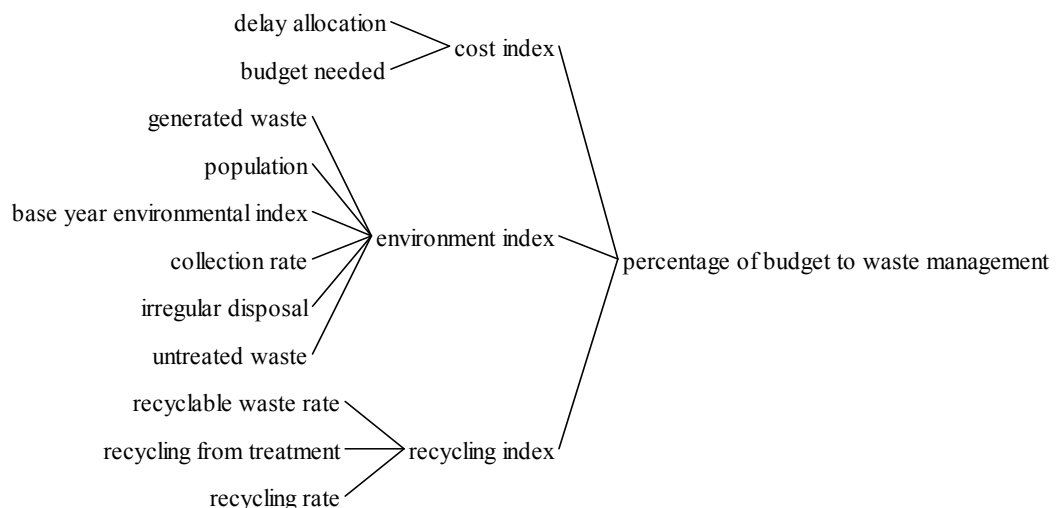 delay allocation
cost index
budget needed
generated waste
population
base year environmental index
environment index
collection rate
percentage of budget to waste management
irregular disposal
untreated waste
recyclable waste rate
recycling from treatment
recycling index
recycling rate